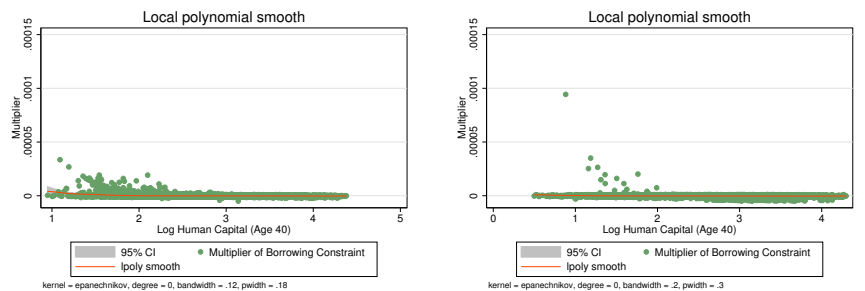 Local polynomial smooth
.00015
.0001
.00005
0
Multiplier
1 2 3 4 5
Log Human Capital (Age 40)
95% CI
Multiplier of Borrowing Constraint
lpoly smooth
kernel = epanechnikov, degree = 0, bandwidth = .12, pwidth = .18
Local polynomial smooth
.00015
.0001
.00005
0
Multiplier
0 1 2 3 4
Log Human Capital (Age 40)
95% CI
Multiplier of Borrowing Constraint
lpoly smooth
kernel = epanechnikov, degree = 0, bandwidth = .2, pwidth = .3